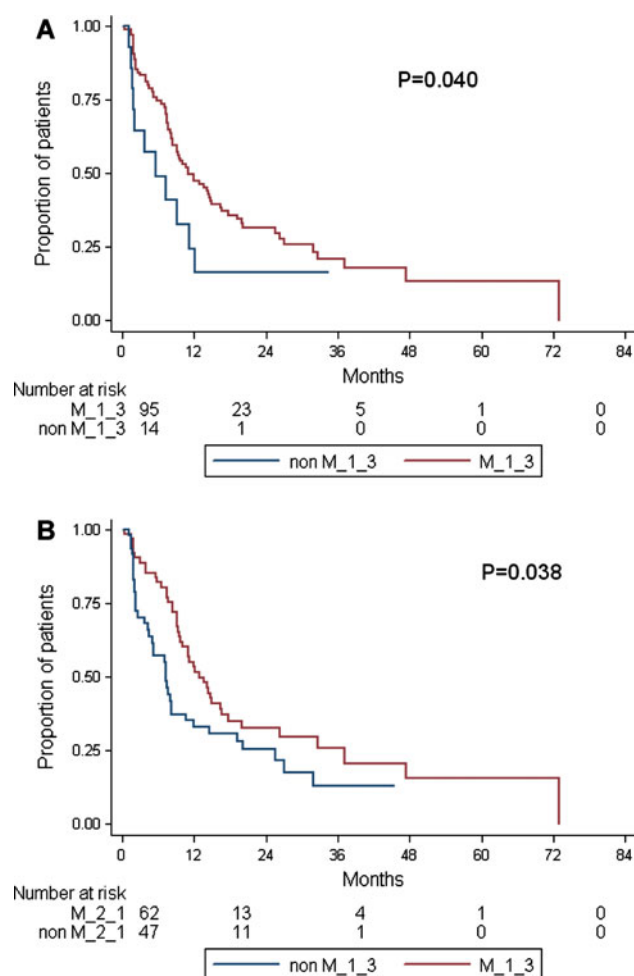 A
P=0.040
Proportion of patients
1.00
0.75
0.50
0.25
0.00
0 12 24 36 48 60 72 84
Months
Number at risk
M_1_3 95 23 5 1 0
non M_1_3 14 1 0 0 0
non M_1_3 M_1_3
B
P=0.038
Proportion of patients
1.00
0.75
0.50
0.25
0.00
0 12 24 36 48 60 72 84
Months
Number at risk
M_2_1 62 13 4 1 0
non M_2_1 47 11 1 0 0
non M_1_3 M_1_3